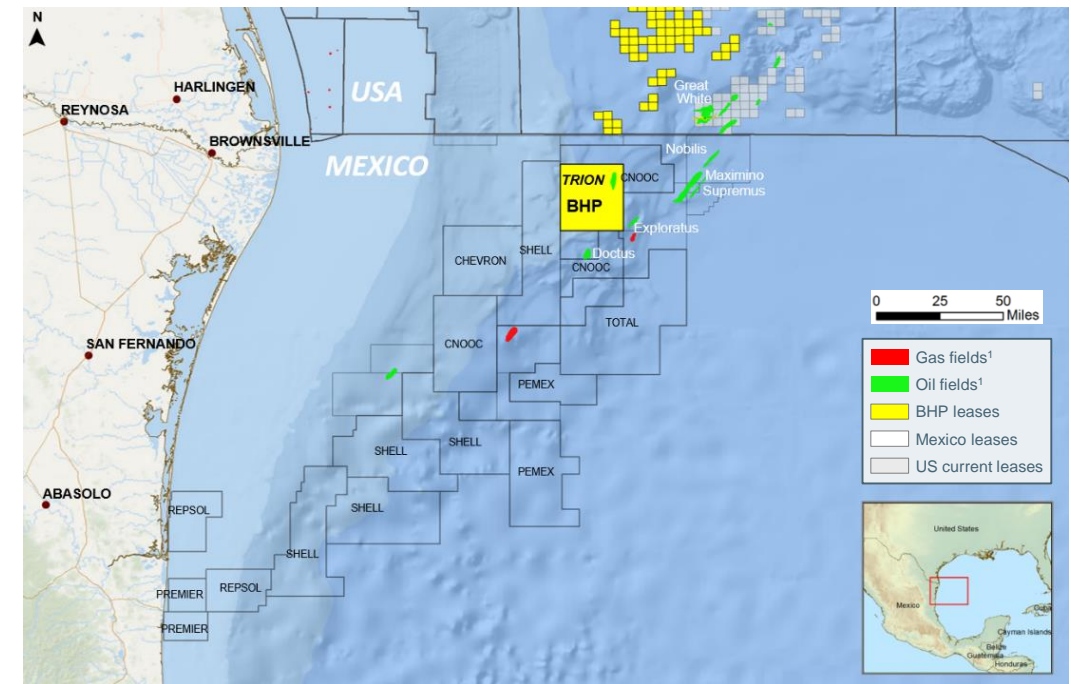 N
USA
HARLINGEN
REYNOSA
BROWNSVILLE
MEXICO
Great
White
Nobilis
TRION
CNOOC
BHP
Maximino
Supremus
Exploratus
SHELL
Doctus
CHEVRON
CNOOC
TOTAL
0 25 50
Miles
SAN FERNANDO
CNOOC
PEMEX
Gas fields¹
Oil fields¹
BHP leases
Mexico leases
US current leases
SHELL
SHELL
PEMEX
ABASOLO
REPSOL
SHELL
SHELL
PREMIER
REPSOL
PREMIER
United States
Mexico
Cuba
Cayman Islands
Belize
Guatemala
Honduras